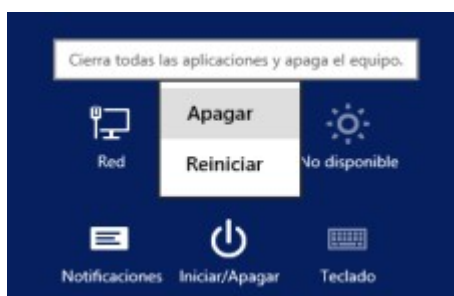 Cierra todas las aplicaciones y apaga el equipo.
Apagar
Reiniciar
Red
No disponible
Notificaciones
Iniciar/Apagar
Teclado